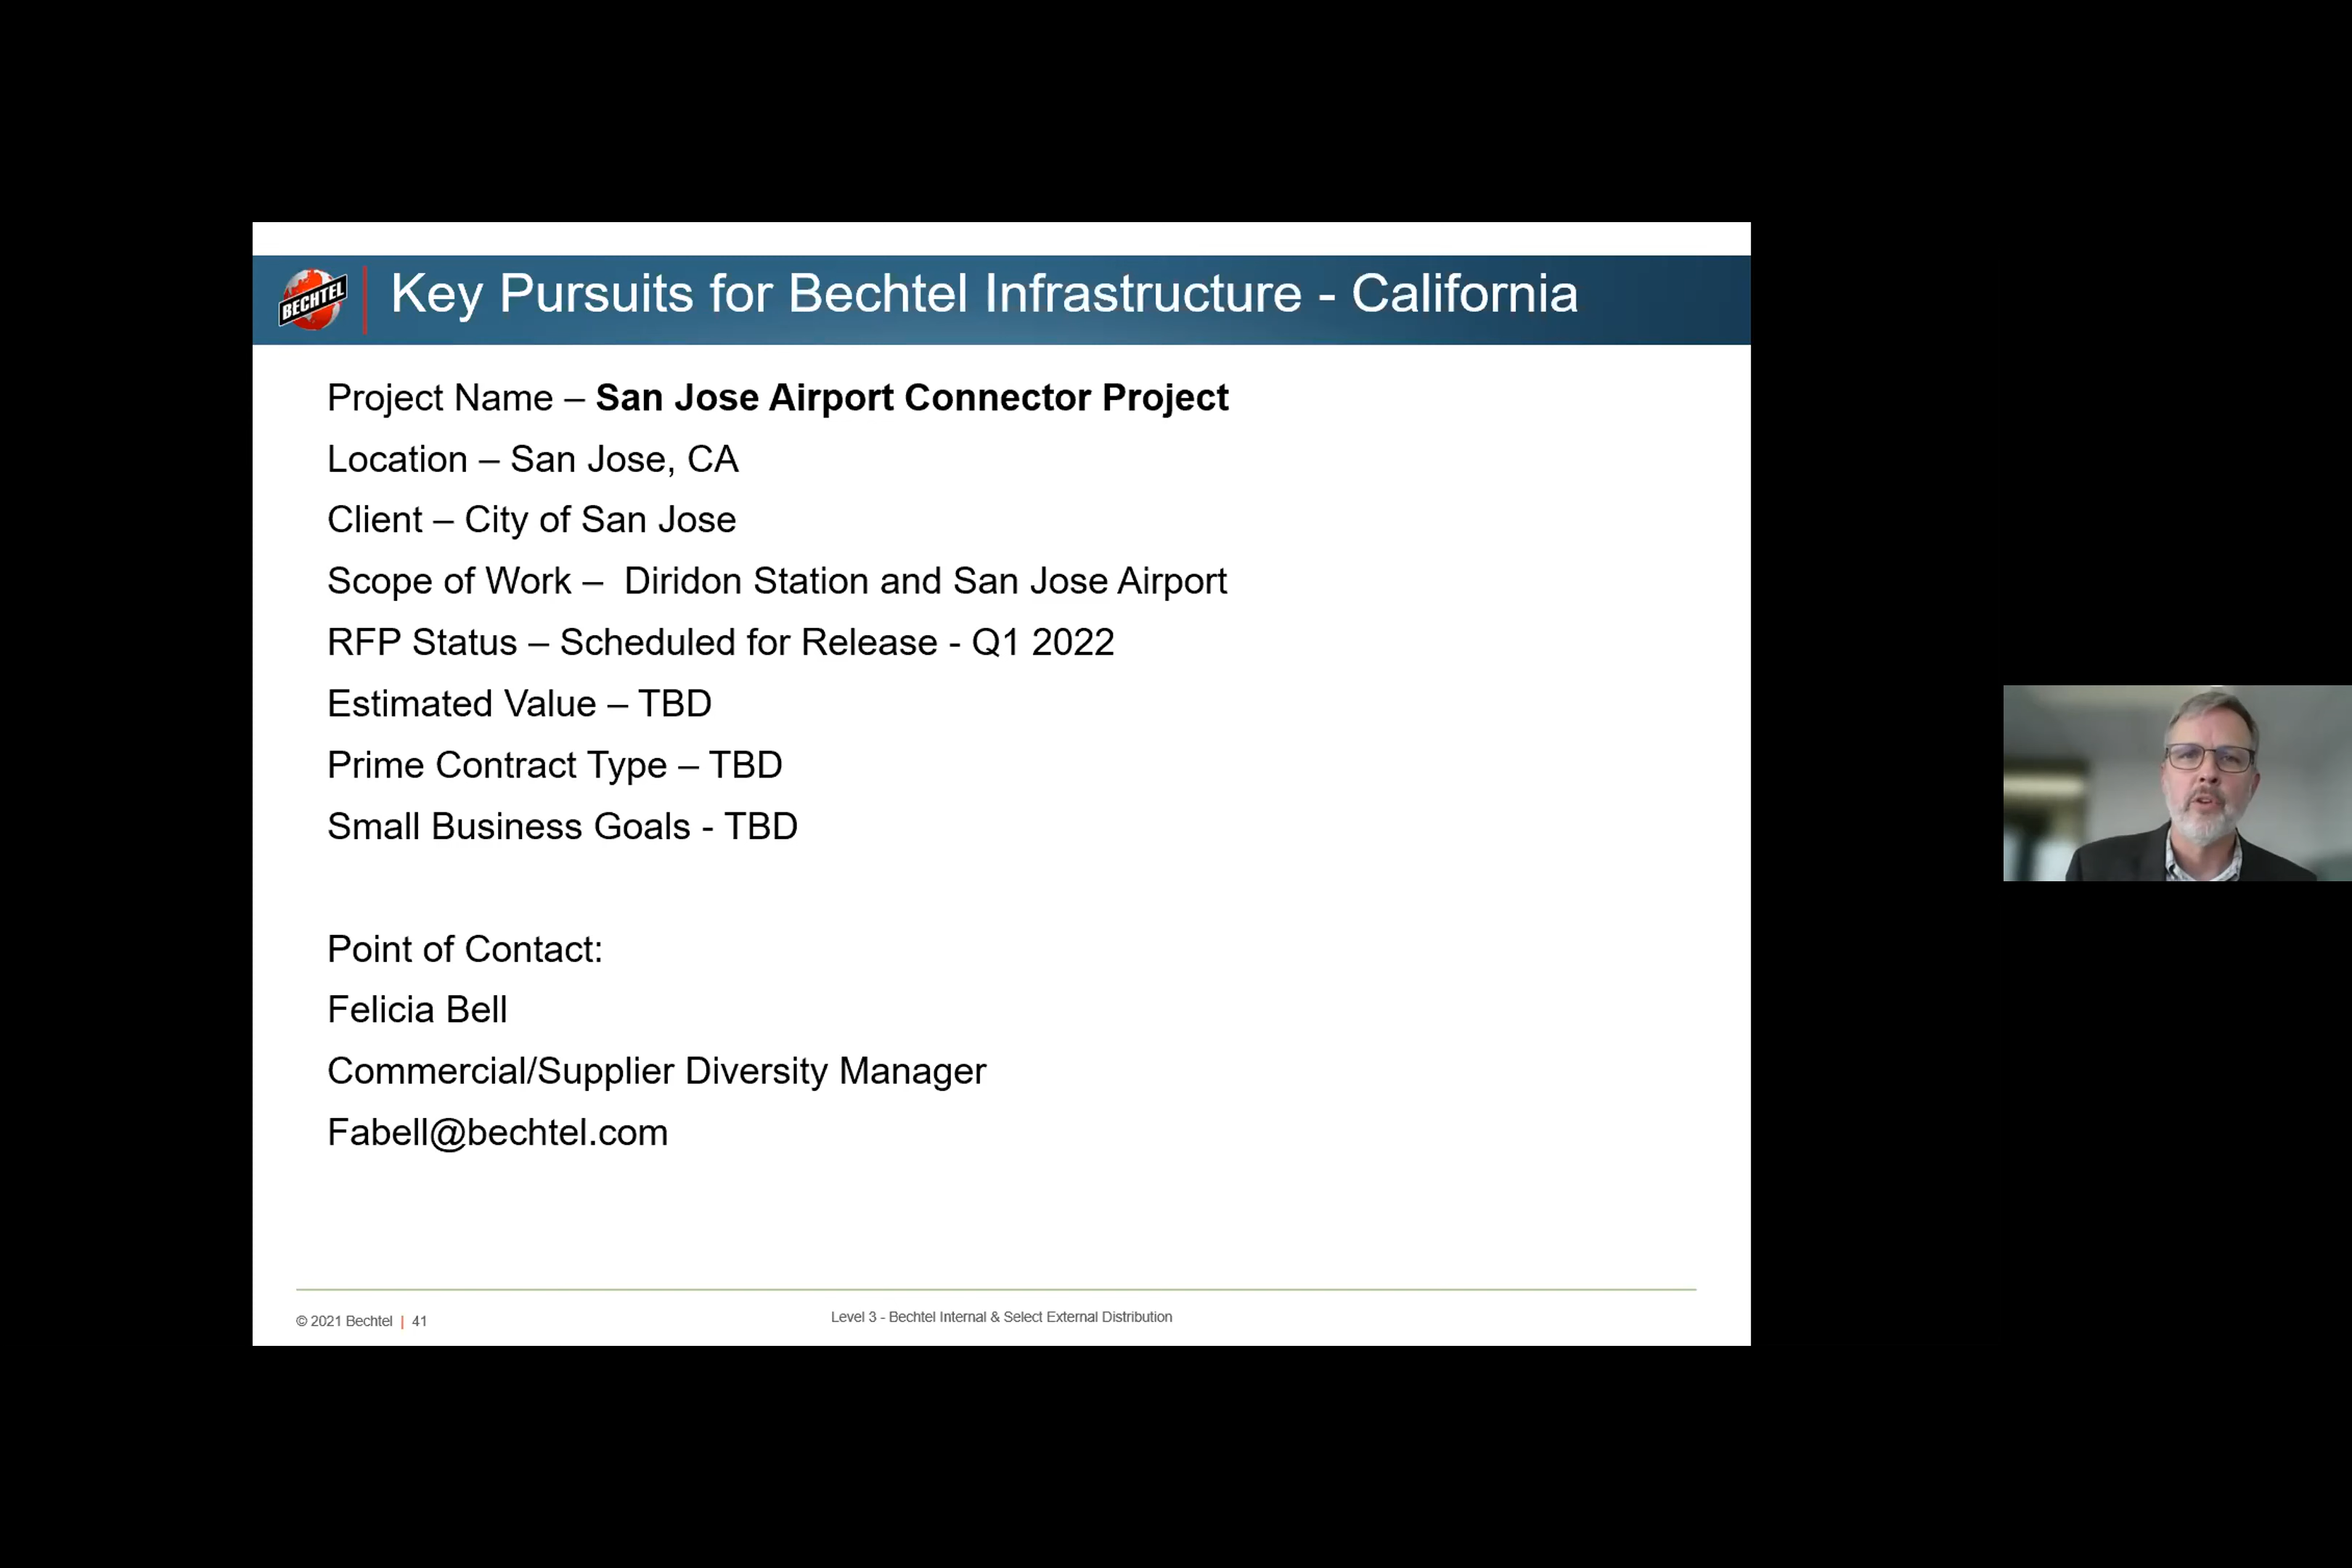 BECHTEL
Key Pursuits for Bechtel Infrastructure - California
Project Name – San Jose Airport Connector Project
Location – San Jose, CA
Client – City of San Jose
Scope of Work –  Diridon Station and San Jose Airport
RFP Status – Scheduled for Release - Q1 2022
Estimated Value – TBD
Prime Contract Type – TBD
Small Business Goals - TBD
Point of Contact:
Felicia Bell
Commercial/Supplier Diversity Manager
Fabell@bechtel.com
© 2021 Bechtel | 41
Level 3 - Bechtel Internal & Select External Distribution